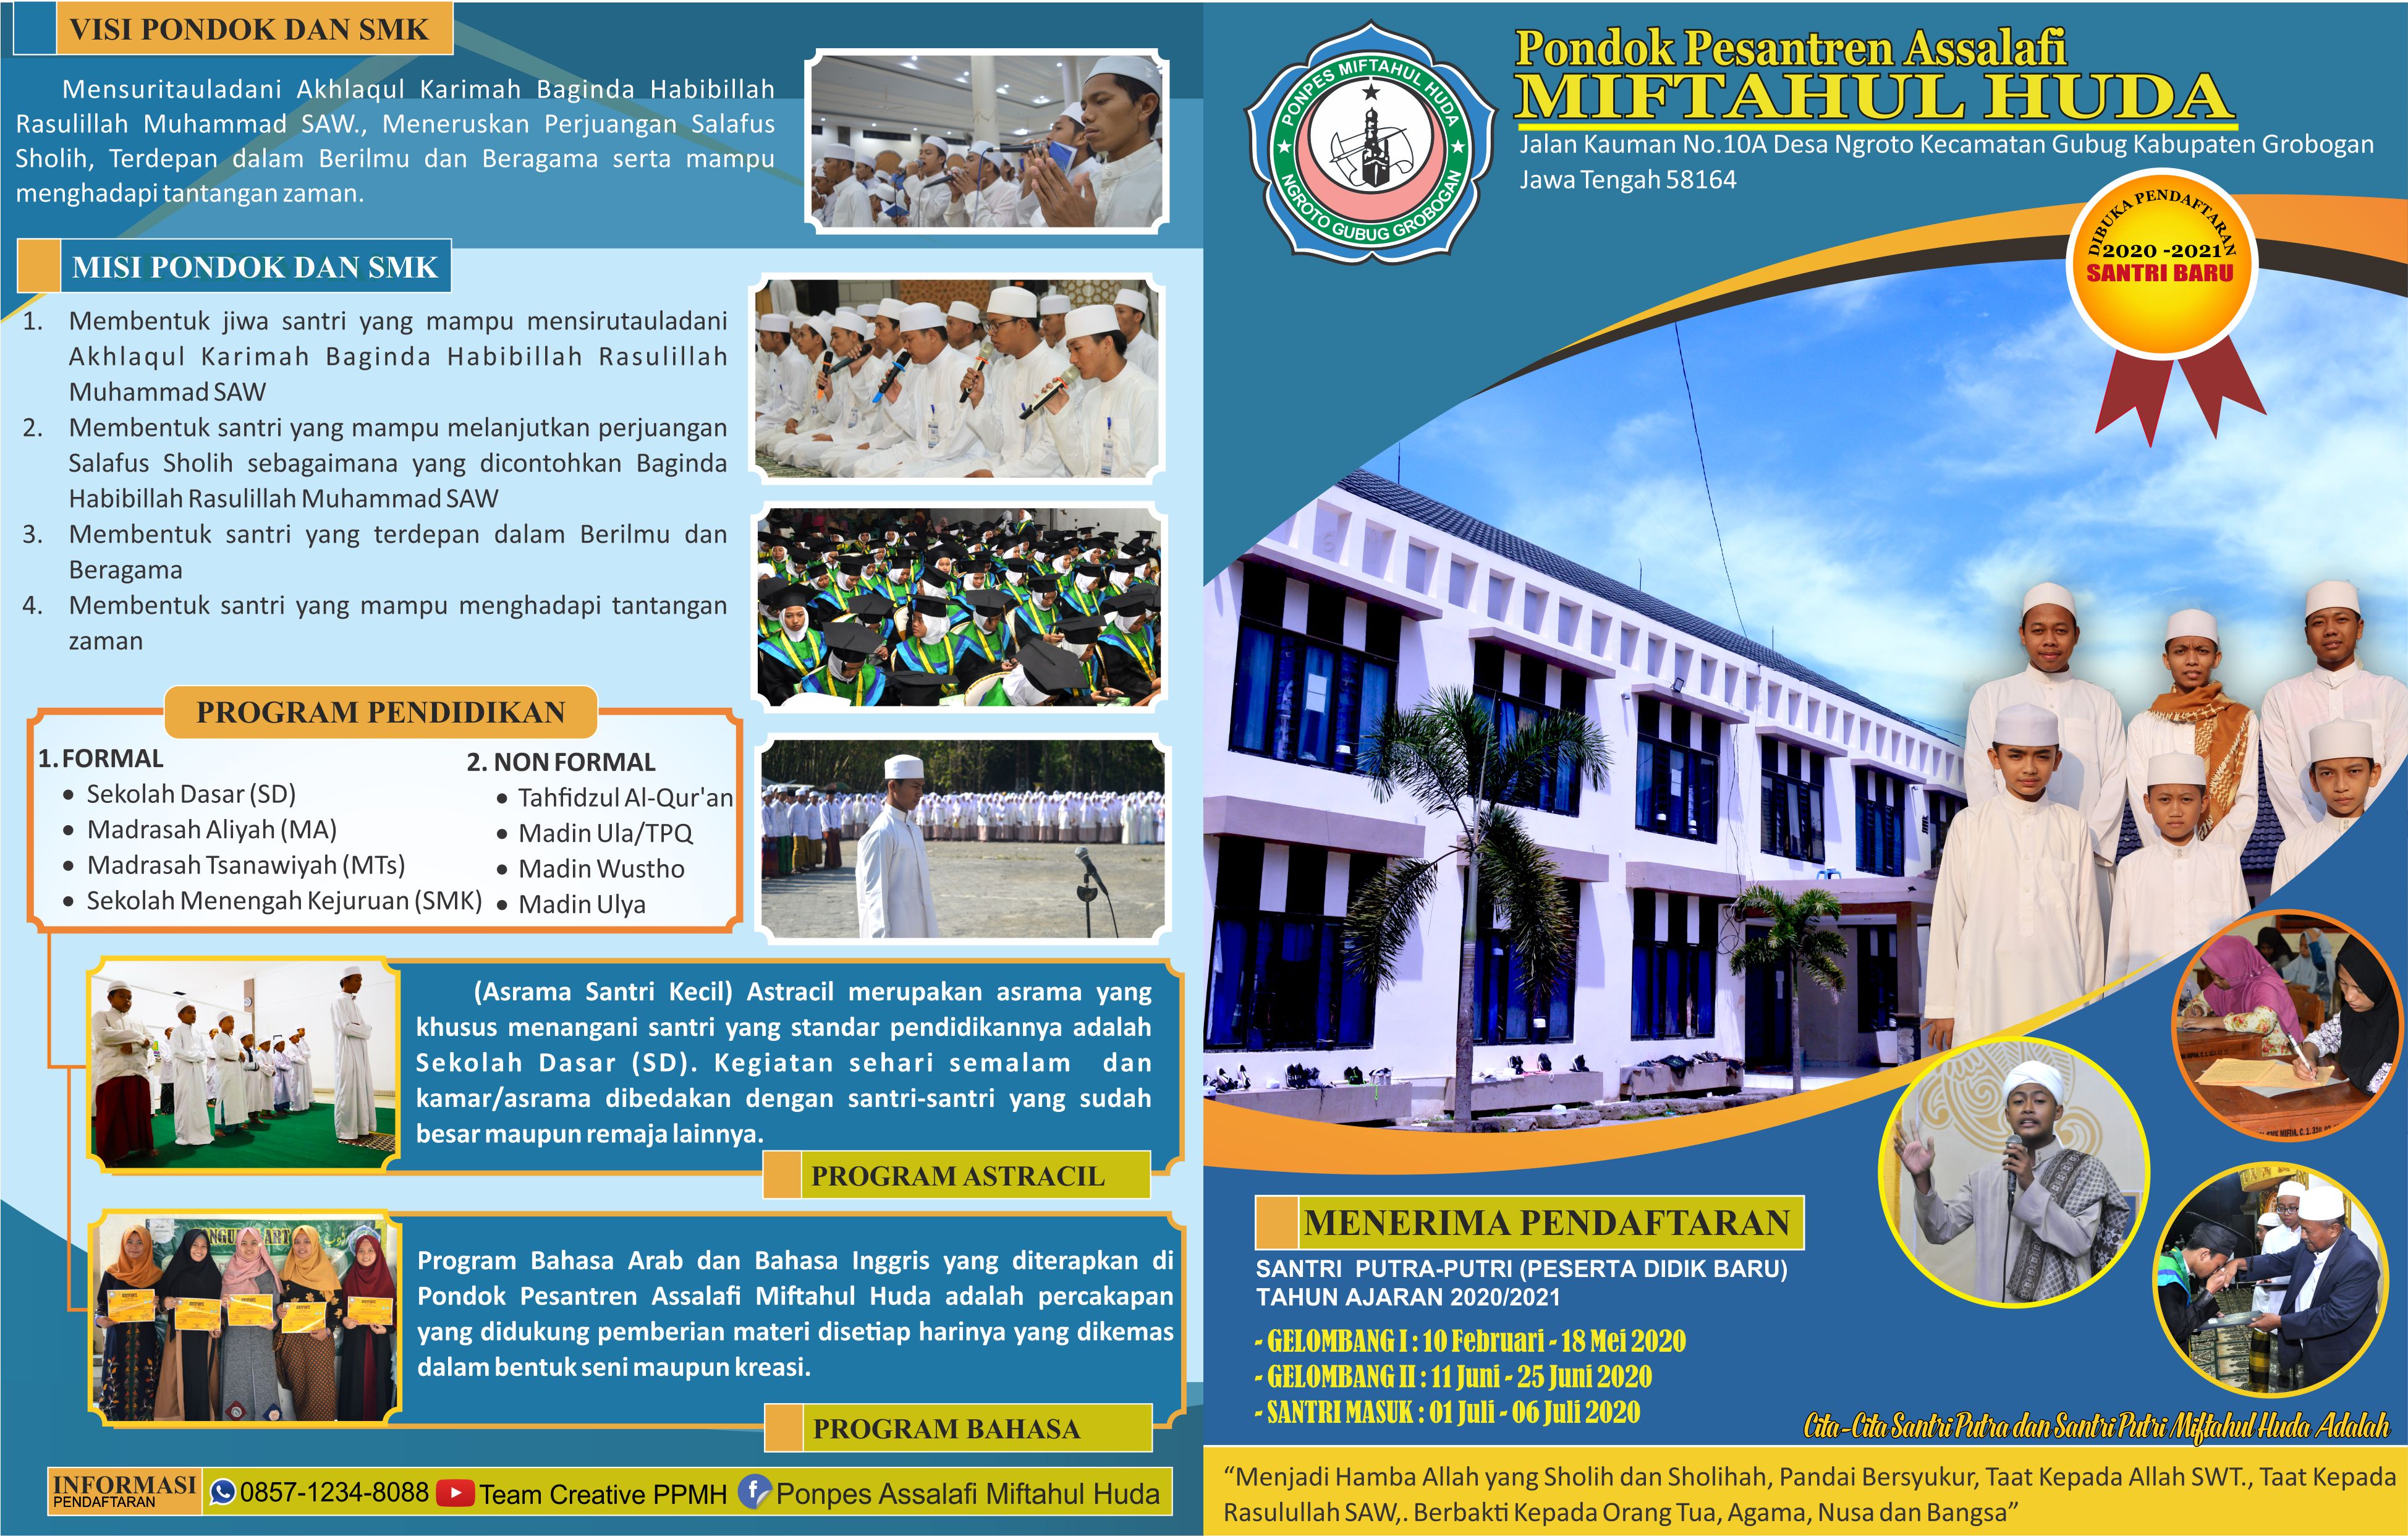 VISI PONDOK DAN SMK
Mensuritauladani Akhlaqul Karimah Baginda Habibillah
Rasulillah Muhammad SAW., Meneruskan Perjuangan Salafus
Sholih, Terdepan dalam Berilmu dan Beragama serta mampu
menghadapi tantangan zaman.
MISI PONDOK DAN SMK
1. Membentuk jiwa santri yang mampu mensirutauladani
Akhlaqul Karimah Baginda Habibillah Rasulillah
Muhammad SAW
2. Membentuk santri yang mampu melanjutkan perjuangan
Salafus Sholih sebagaimana yang dicontohkan Baginda
Habibillah Rasulillah Muhammad SAW
3. Membentuk santri yang terdepan dalam Berilmu dan
Beragama
4. Membentuk santri yang mampu menghadapi tantangan
zaman
PROGRAM PENDIDIKAN
1. FORMAL
• Sekolah Dasar (SD)
• Madrasah Aliyah (MA)
• Madrasah Tsanawiyah (MTs)
• Sekolah Menengah Kejuruan (SMK)
2. NON FORMAL
• Tahfidzul Al-Qur'an
• Madin Ula/TPQ
• Madin Wustho
• Madin Ulya
(Asrama Santri Kecil) Astracil merupakan asrama yang
khusus menangani santri yang standar pendidikannya adalah
Sekolah Dasar (SD). Kegiatan sehari semalam dan
kamar/asrama dibedakan dengan santri-santri yang sudah
besar maupun remaja lainnya.
PROGRAM ASTRACIL
Program Bahasa Arab dan Bahasa Inggris yang diterapkan di
Pondok Pesantren Assalafi Miftahul Huda adalah percakapan
yang didukung pemberian materi disetiap harinya yang dikemas
dalam bentuk seni maupun kreasi.
PROGRAM BAHASA
INFORMASI
PENDAFTARAN
0857-1234-8088 Team Creative PPMH Ponpes Assalafi Miftahul Huda
PONPES MIFTAHUL HUDA
NGROTO GUBUG GROBOGAN
Pondok Pesantren Assalafi
MIFTAHUL HUDA
Jalan Kauman No.10A Desa Ngroto Kecamatan Gubug Kabupaten Grobogan
Jawa Tengah 58164
DIBUKA PENDAFTARAN
2020 -2021
SANTRI BARU
MENERIMA PENDAFTARAN
SANTRI PUTRA-PUTRI (PESERTA DIDIK BARU)
TAHUN AJARAN 2020/2021
- GELOMBANG I : 10 Februari - 18 Mei 2020
- GELOMBANG II : 11 Juni - 25 Juni 2020
- SANTRI MASUK : 01 Juli - 06 Juli 2020
Cita-Cita Santri Putra dan Santri Putri Miftahul Huda Adalah
“Menjadi Hamba Allah yang Sholih dan Sholihah, Pandai Bersyukur, Taat Kepada Allah SWT., Taat Kepada
Rasulullah SAW,. Berbakti Kepada Orang Tua, Agama, Nusa dan Bangsa”